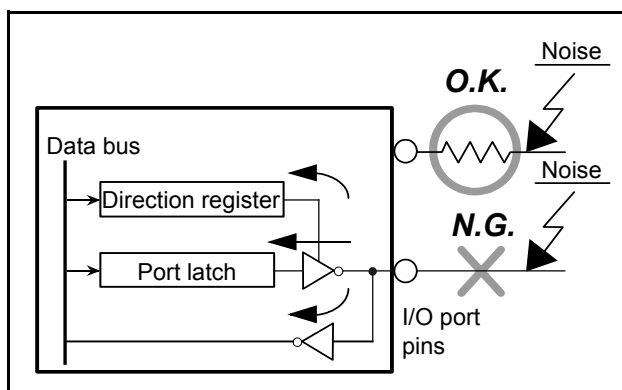 Noise
O.K.
Data bus
Noise
Direction register
N.G.
Port latch
I/O port
pins